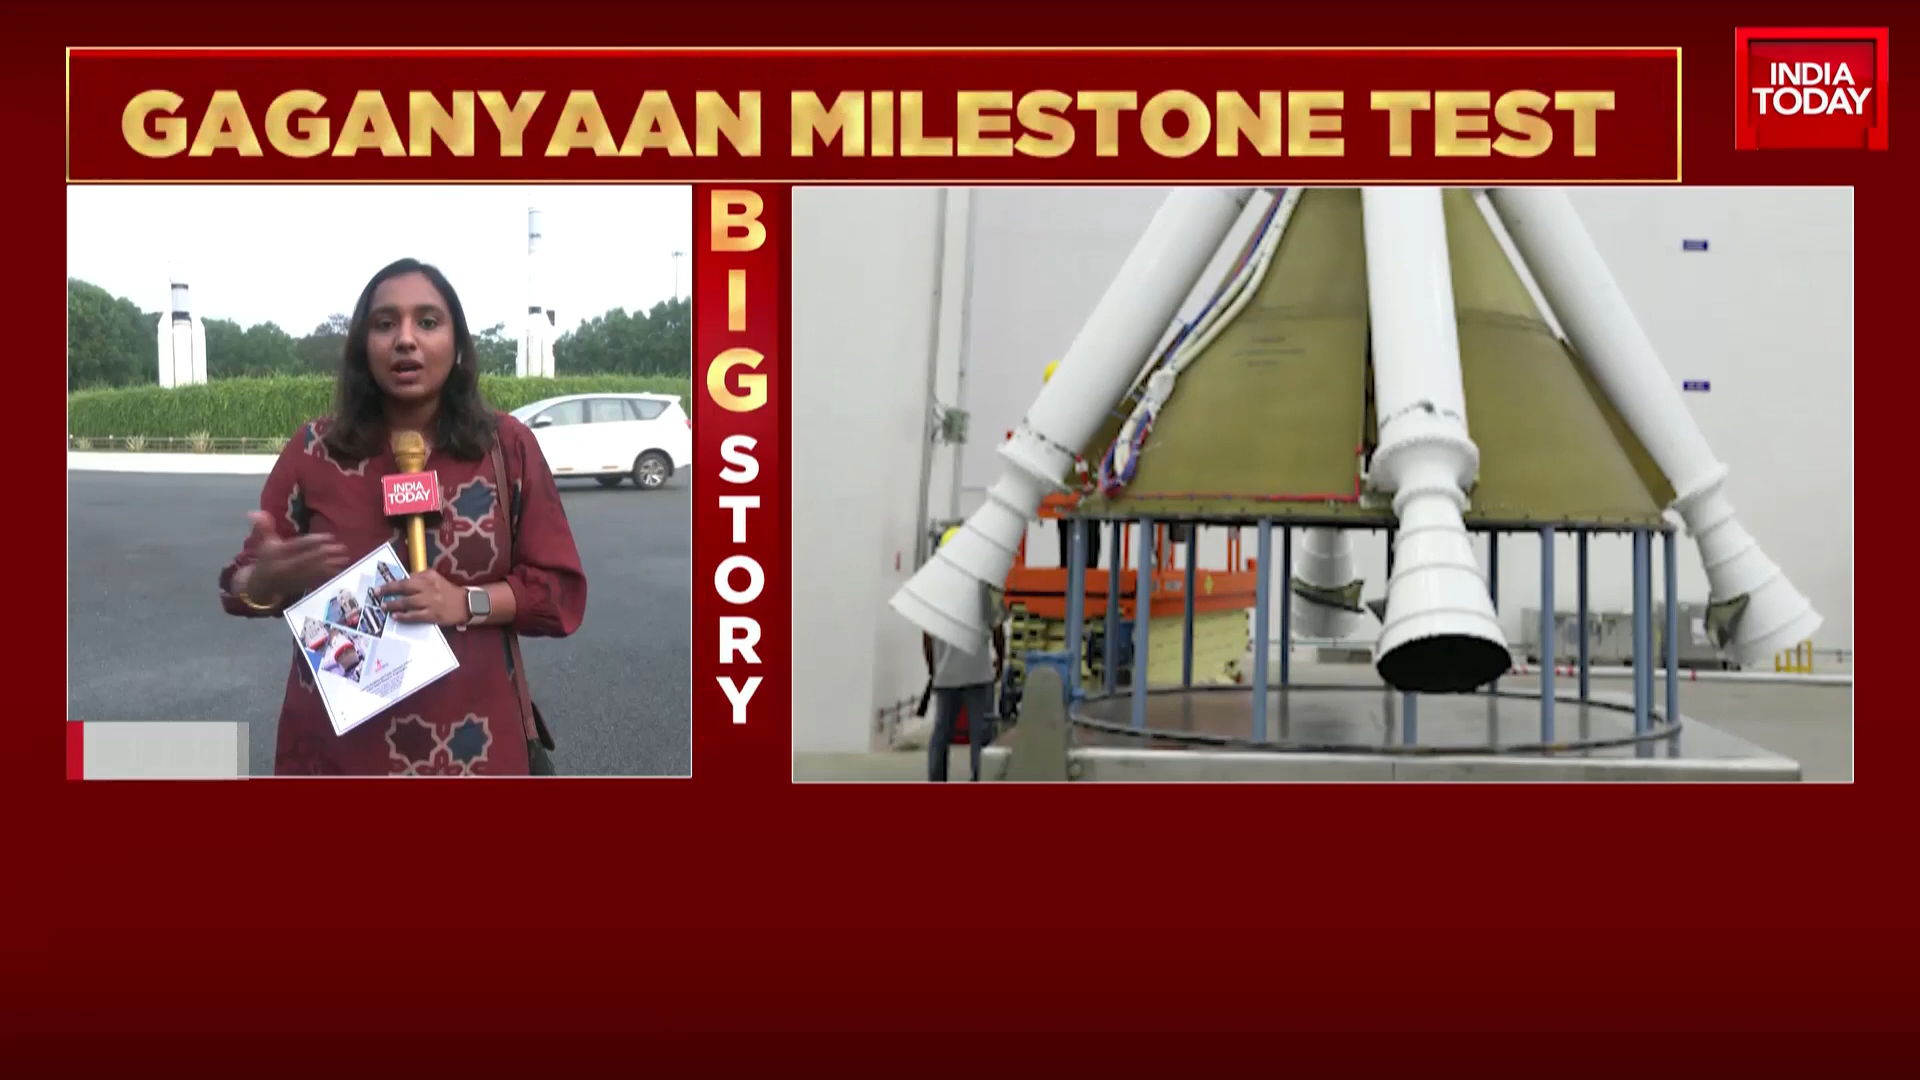 GAGANYAAN MILESTONE TEST
INDIA
TODAY
BIG STORY
INDIA
TODAY